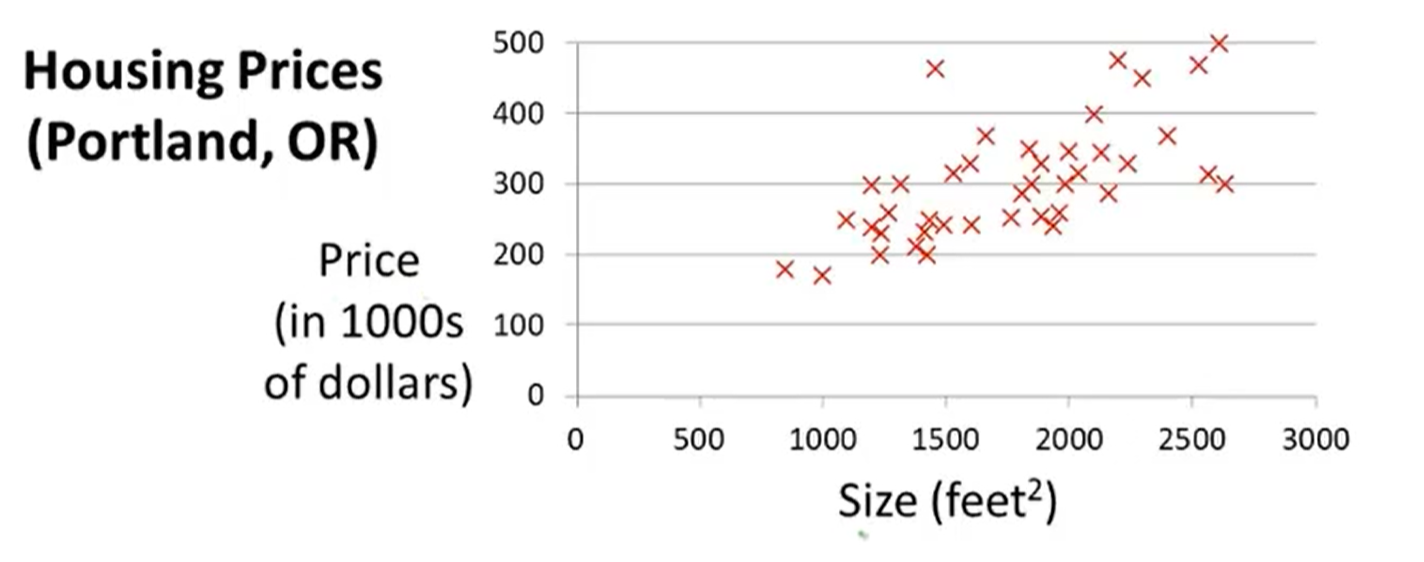 Housing Prices
(Portland, OR)
Price
(in 1000s
of dollars)
500
400
300
200
100
0
0 500 1000 1500 2000 2500 3000
Size (feet²)